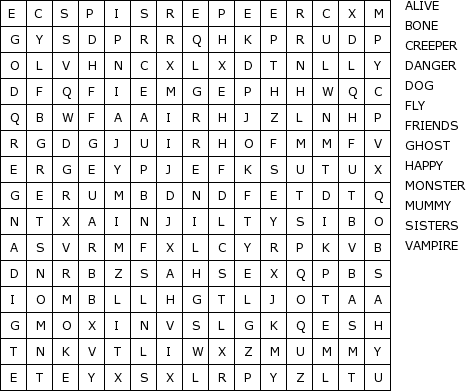 E C S P I S R E P E E R C X M
G Y S D P R R Q H K P R U D P
O L V H N C X L X D T N L L Y
D F Q F I E M G E P H H W Q C
Q B W F A A I R H J Z L N H P
R G D G J U I R H O F M M F V
E R G E Y P J E F K S U T U X
G E R U M B D N D F E T D T Q
N T X A I N J I L T Y S I B O
A S V R M F X L C Y R P K V B
D N R B Z S A H S E X Q P B S
I O M B L L H G T L J O T A A
G M O X I N V S L G K Q E S H
T N K V T L I W X Z M U M M Y
E T E Y X S X L R P Y Z L T U
ALIVE
BONE
CREEPER
DANGER
DOG
FLY
FRIENDS
GHOST
HAPPY
MONSTER
MUMMY
SISTERS
VAMPIRE